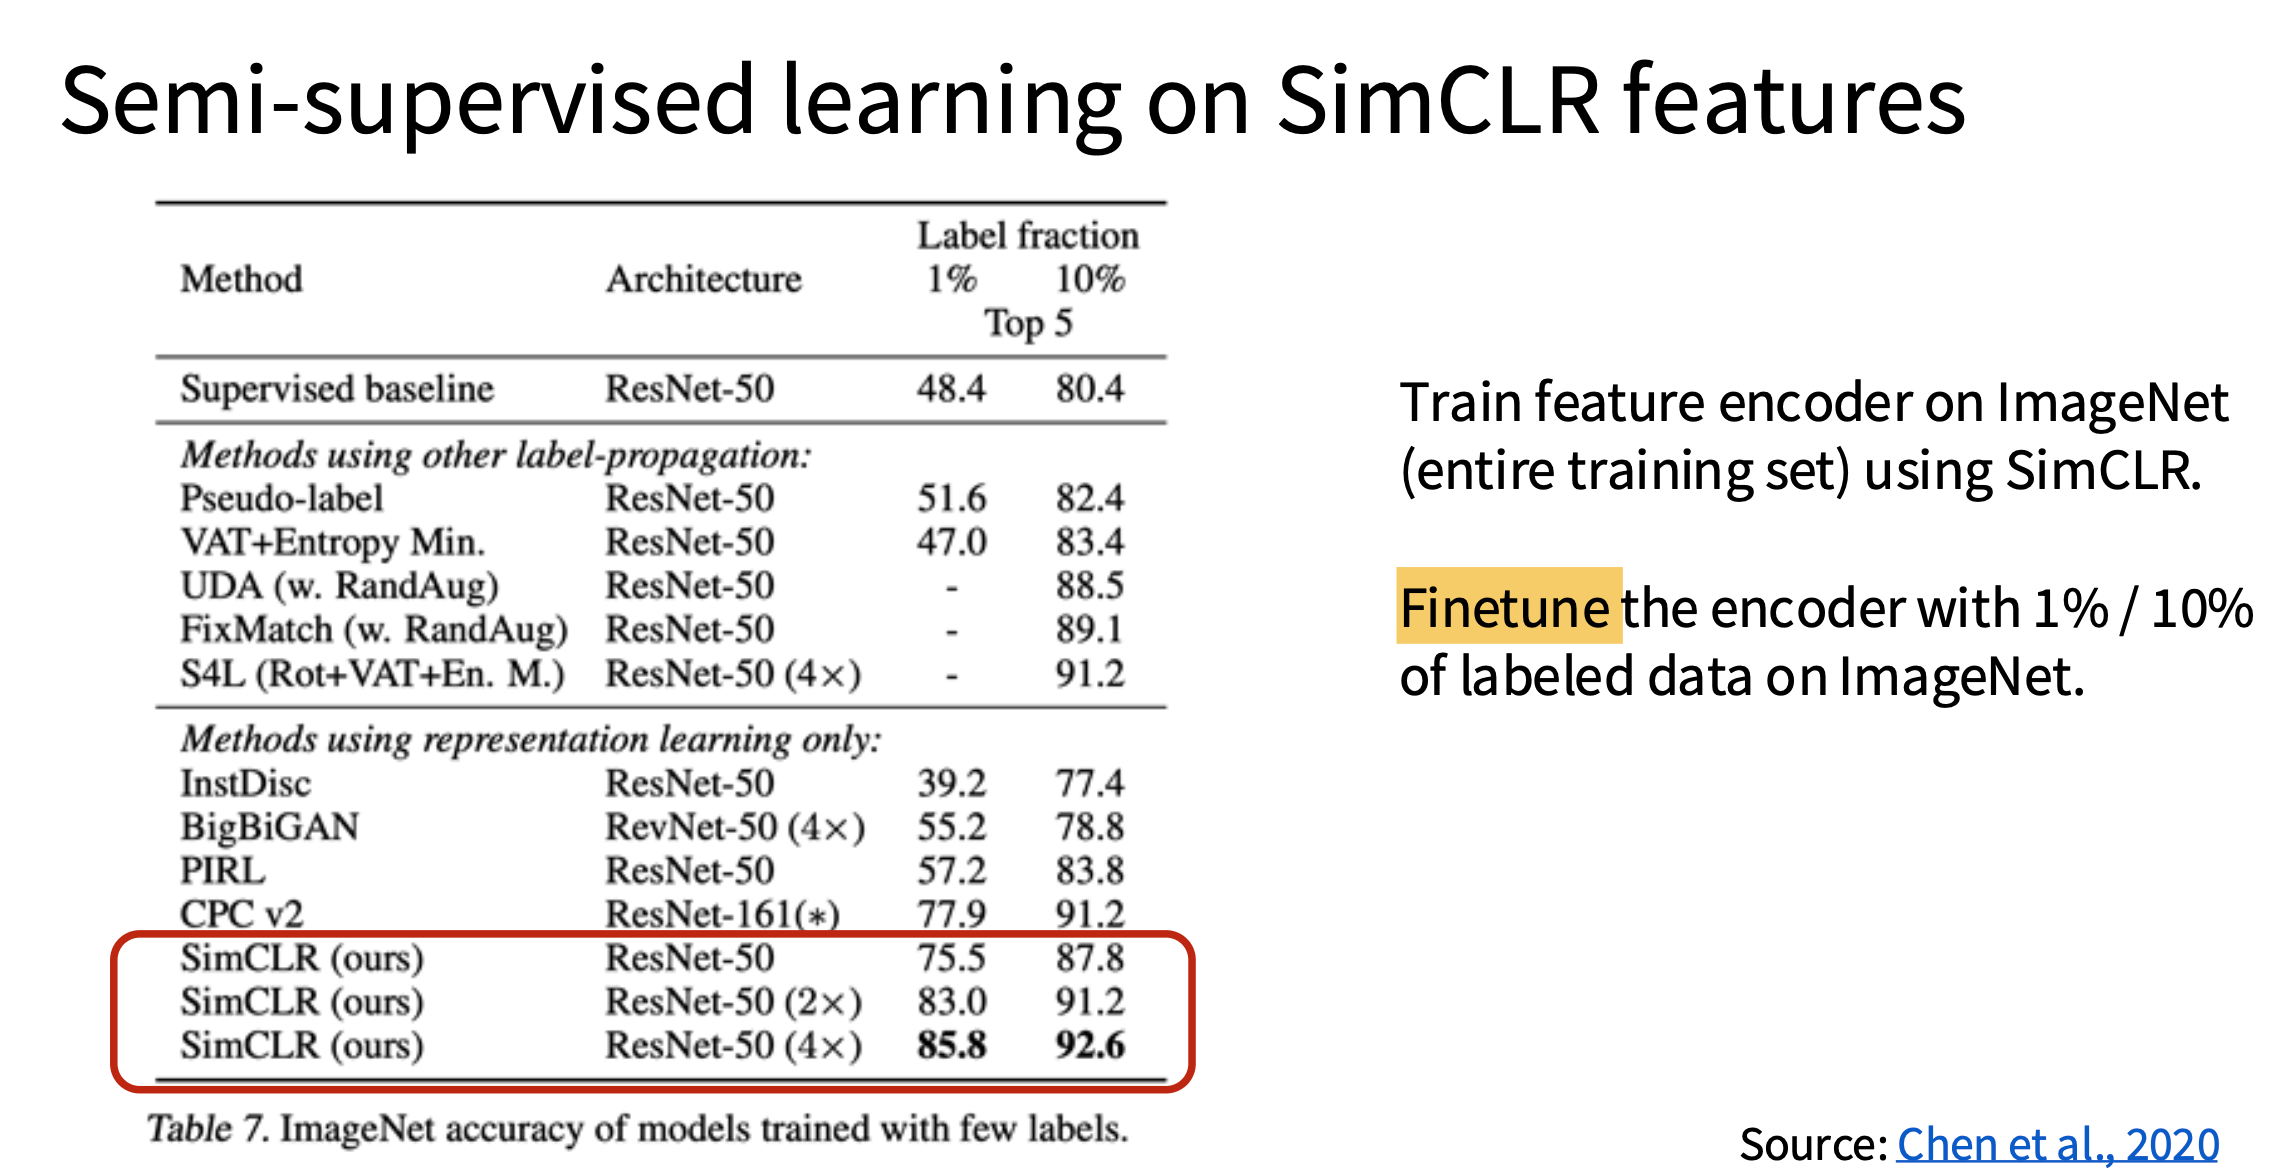 Semi-supervised learning on SimCLR features
Label fraction
Method Architecture 1% 10%
Top 5
Supervised baseline ResNet-50 48.4 80.4
Methods using other label-propagation:
Pseudo-label ResNet-50 51.6 82.4
VAT+Entropy Min. ResNet-50 47.0 83.4
UDA (w. RandAug) ResNet-50 - 88.5
FixMatch (w. RandAug) ResNet-50 - 89.1
S4L (Rot+VAT+En. M.) ResNet-50 (4×) - 91.2
Methods using representation learning only:
InstDisc ResNet-50 39.2 77.4
BigBiGAN RevNet-50 (4×) 55.2 78.8
PIRL ResNet-50 57.2 83.8
CPC v2 ResNet-161(∗) 77.9 91.2
SimCLR (ours) ResNet-50 75.5 87.8
SimCLR (ours) ResNet-50 (2×) 83.0 91.2
SimCLR (ours) ResNet-50 (4×) 85.8 92.6
Table 7. ImageNet accuracy of models trained with few labels.
Train feature encoder on ImageNet
(entire training set) using SimCLR.
Finetune the encoder with 1% / 10%
of labeled data on ImageNet.
Source: Chen et al., 2020